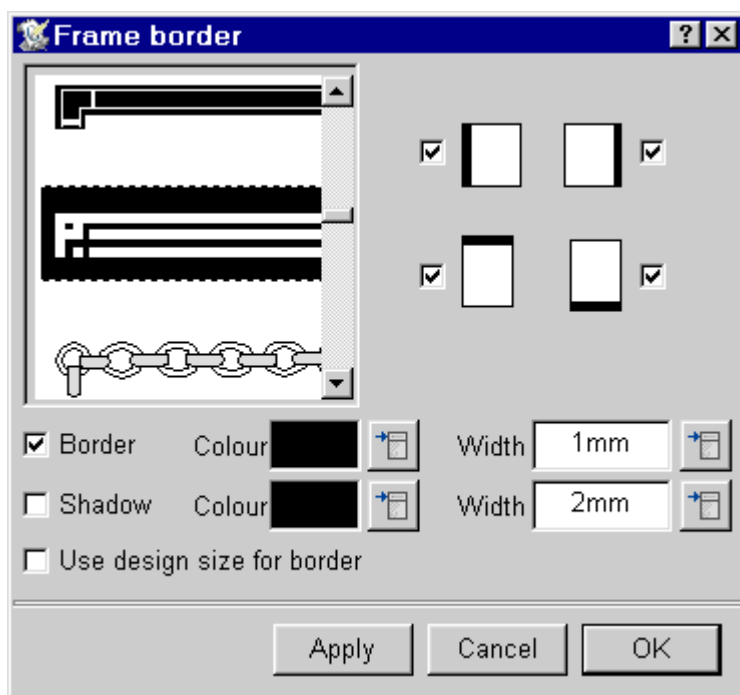 Frame border
Border Colour Width 1mm
Shadow Colour Width 2mm
Use design size for border
Apply Cancel OK